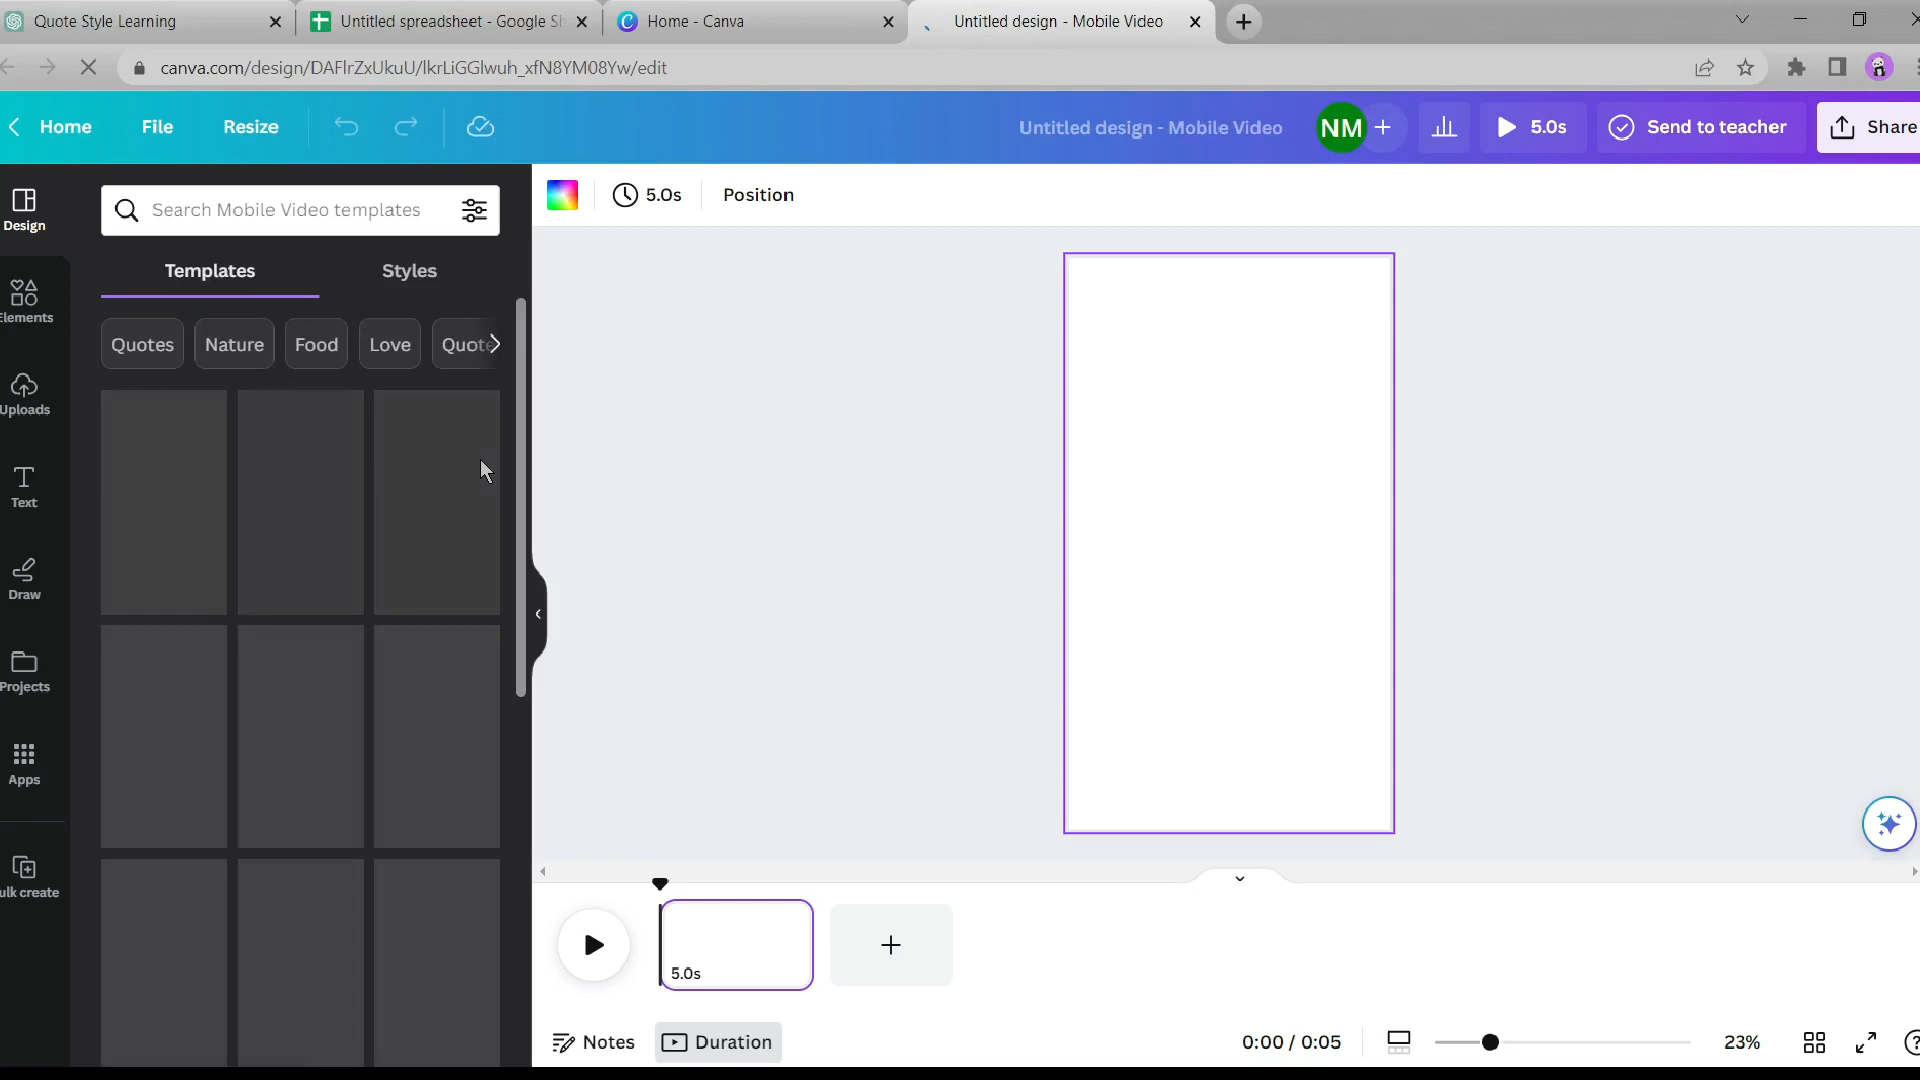 Quote Style Learning
Untitled spreadsheet - Google Sh
Home - Canva
Untitled design - Mobile Video
canva.com/design/DAFlrZxUkuU/lkrLiGGlwuh_xfN8YM08Yw/edit
Home
File
Resize
Untitled design - Mobile Video
NM
5.0s
Send to teacher
Share
Design
Search Mobile Video templates
5.0s
Position
Templates
Styles
Elements
Quotes
Nature
Food
Love
Quote
Uploads
Text
Draw
Projects
Apps
ulk create
5.0s
Notes
Duration
0:00 / 0:05
23%